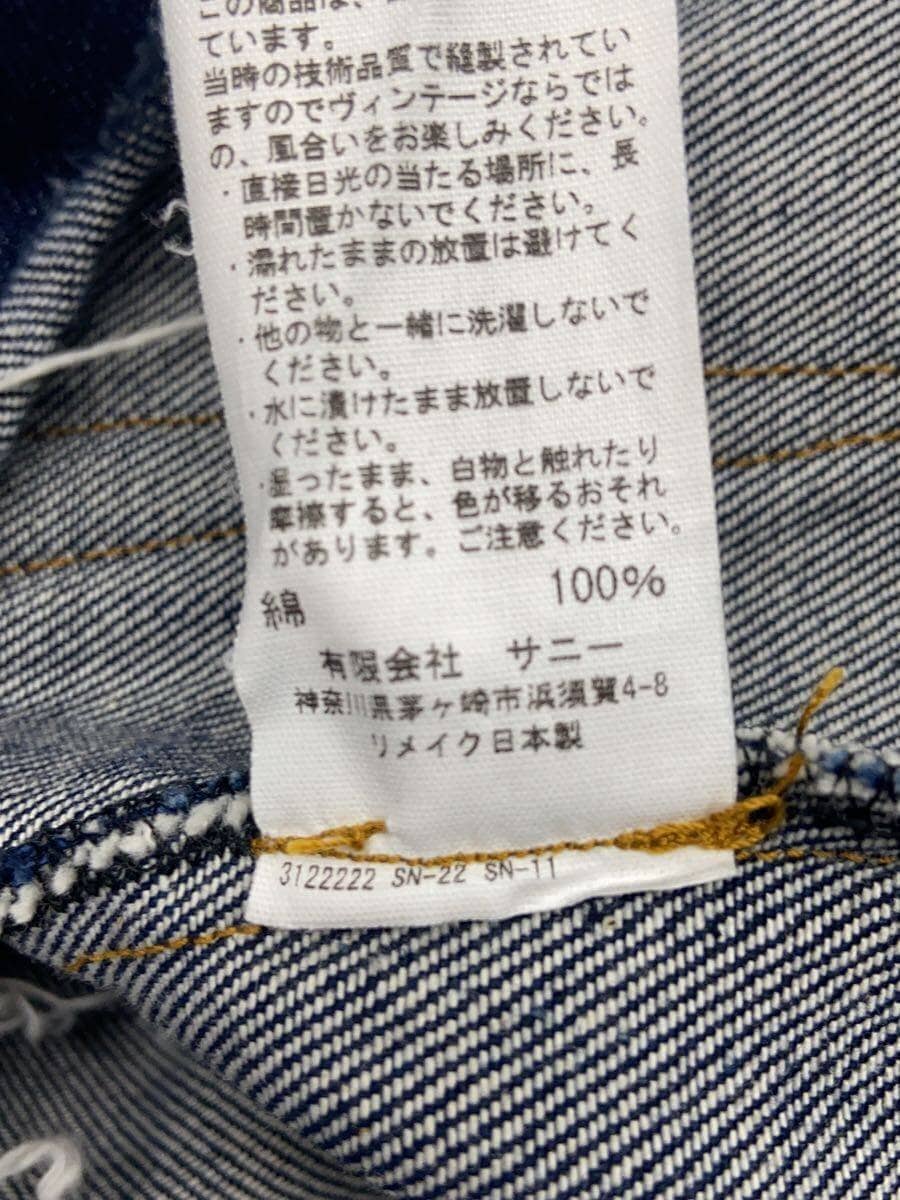 この商品は、
ています。
当時の技術品質で縫製されてい
ますのでヴィンテージならでは
の、風合いをお楽しみください。
・直接日光の当たる場所に、長
時間置かないでください。
・濡れたままの放置は避けてく
ださい。
・他の物と一緒に洗濯しないで
ください。
・水に漬けたまま放置しないで
ください。
・湿ったまま、白物と触れたり
摩擦すると、色が移るおそれ
があります。ご注意ください。
綿 100%
有限会社 サニー
神奈川県茅ヶ崎市浜須賀4-8
リメイク日本製
3122222 SN-22 SN-11